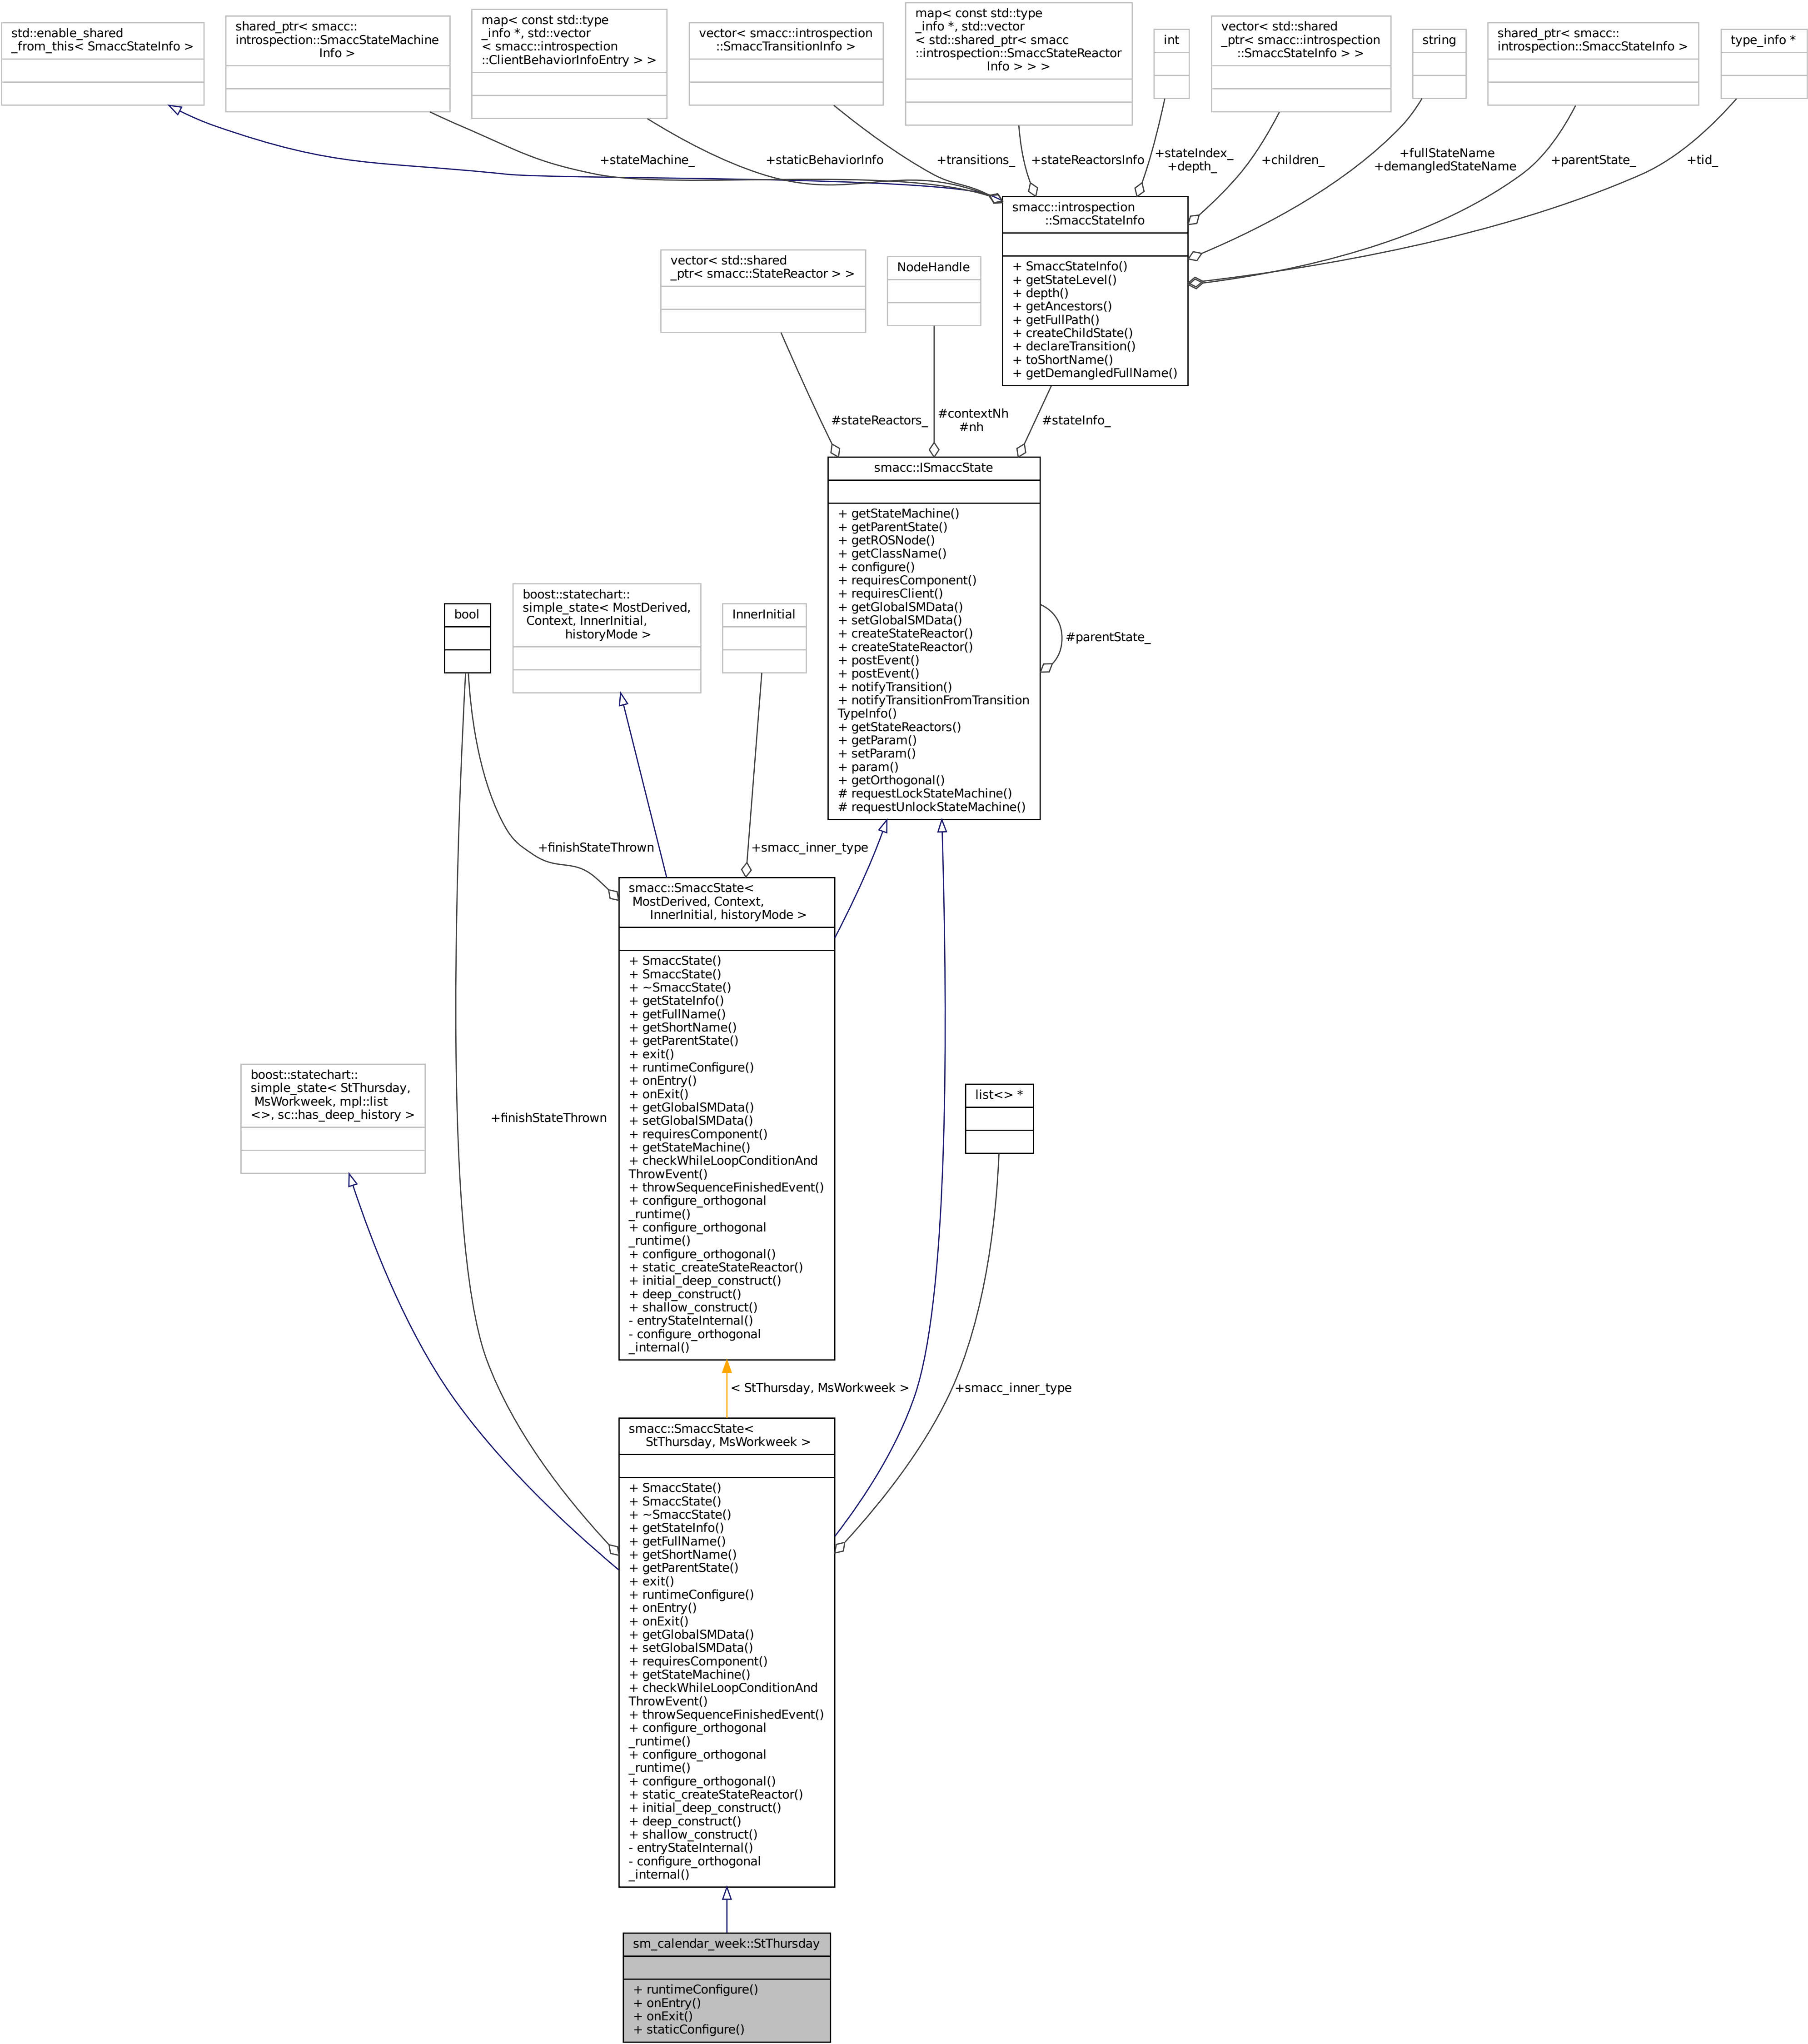 std::enable_shared
_from_this< SmaccStateInfo >
shared_ptr< smacc::
introspection::SmaccStateMachine
Info >
map< const std::type
_info *, std::vector
< smacc::introspection
::ClientBehaviorInfoEntry > >
vector< smacc::introspection
::SmaccTransitionInfo >
map< const std::type
_info *, std::vector
< std::shared_ptr< smacc
::introspection::SmaccStateReactor
Info > > >
int
vector< std::shared
_ptr< smacc::introspection
::SmaccStateInfo > >
string
shared_ptr< smacc::
introspection::SmaccStateInfo >
type_info *
+stateMachine_
+staticBehaviorInfo
+transitions_
+stateReactorsInfo
+stateIndex_
+depth_
+children_
+fullStateName
+demangledStateName
+parentState_
+tid_
smacc::introspection
::SmaccStateInfo
+ SmaccStateInfo()
+ getStateLevel()
+ depth()
+ getAncestors()
+ getFullPath()
+ createChildState()
+ declareTransition()
+ toShortName()
+ getDemangledFullName()
vector< std::shared
_ptr< smacc::StateReactor > >
NodeHandle
#stateReactors_
#contextNh
#nh
#stateInfo_
smacc::ISmaccState
+ getStateMachine()
+ getParentState()
+ getROSNode()
+ getClassName()
+ configure()
+ requiresComponent()
+ requiresClient()
+ getGlobalSMData()
+ setGlobalSMData()
+ createStateReactor()
+ createStateReactor()
+ postEvent()
+ postEvent()
+ notifyTransition()
+ notifyTransitionFromTransition
TypeInfo()
+ getStateReactors()
+ getParam()
+ setParam()
+ param()
+ getOrthogonal()
# requestLockStateMachine()
# requestUnlockStateMachine()
#parentState_
bool
boost::statechart::
simple_state< MostDerived,
Context, InnerInitial,
historyMode >
InnerInitial
+finishStateThrown
+smacc_inner_type
smacc::SmaccState<
MostDerived, Context,
InnerInitial, historyMode >
+ SmaccState()
+ SmaccState()
+ ~SmaccState()
+ getStateInfo()
+ getFullName()
+ getShortName()
+ getParentState()
+ exit()
+ runtimeConfigure()
+ onEntry()
+ onExit()
+ getGlobalSMData()
+ setGlobalSMData()
+ requiresComponent()
+ getStateMachine()
+ checkWhileLoopConditionAnd
ThrowEvent()
+ throwSequenceFinishedEvent()
+ configure_orthogonal
_runtime()
+ configure_orthogonal
_runtime()
+ configure_orthogonal()
+ static_createStateReactor()
+ initial_deep_construct()
+ deep_construct()
+ shallow_construct()
- entryStateInternal()
- configure_orthogonal
_internal()
boost::statechart::
simple_state< StThursday,
MsWorkweek, mpl::list
<>, sc::has_deep_history >
+finishStateThrown
list<> *
< StThursday, MsWorkweek >
+smacc_inner_type
smacc::SmaccState<
StThursday, MsWorkweek >
+ SmaccState()
+ SmaccState()
+ ~SmaccState()
+ getStateInfo()
+ getFullName()
+ getShortName()
+ getParentState()
+ exit()
+ runtimeConfigure()
+ onEntry()
+ onExit()
+ getGlobalSMData()
+ setGlobalSMData()
+ requiresComponent()
+ getStateMachine()
+ checkWhileLoopConditionAnd
ThrowEvent()
+ throwSequenceFinishedEvent()
+ configure_orthogonal
_runtime()
+ configure_orthogonal
_runtime()
+ configure_orthogonal()
+ static_createStateReactor()
+ initial_deep_construct()
+ deep_construct()
+ shallow_construct()
- entryStateInternal()
- configure_orthogonal
_internal()
sm_calendar_week::StThursday
+ runtimeConfigure()
+ onEntry()
+ onExit()
+ staticConfigure()